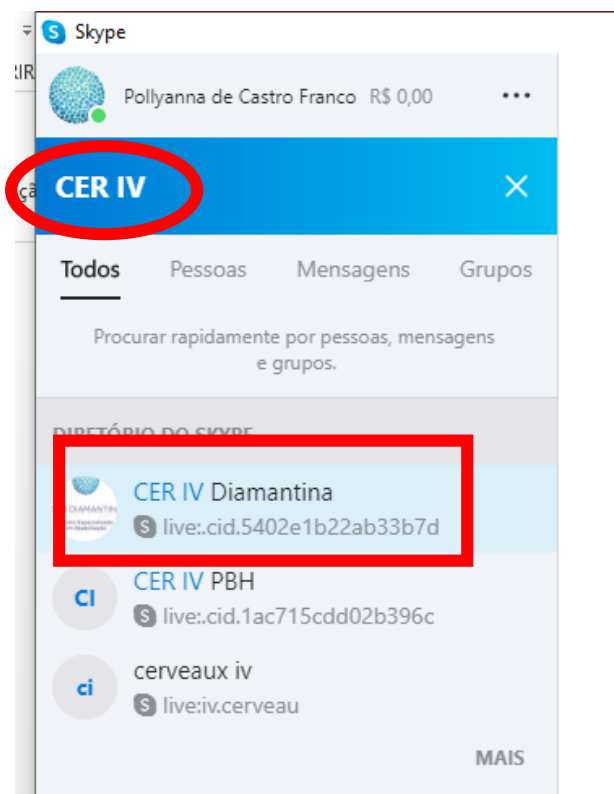 Skype
Pollyanna de Castro Franco R$ 0,00
CER IV
Todos Pessoas Mensagens Grupos
Procurar rapidamente por pessoas, mensagens
e grupos.
DIRETÓRIO DO SKYPE
CER IV Diamantina
live:.cid.5402e1b22ab33b7d
CI
CER IV PBH
live:.cid.1ac715cdd02b396c
ci
cerveaux iv
live:iv.cerveau
MAIS